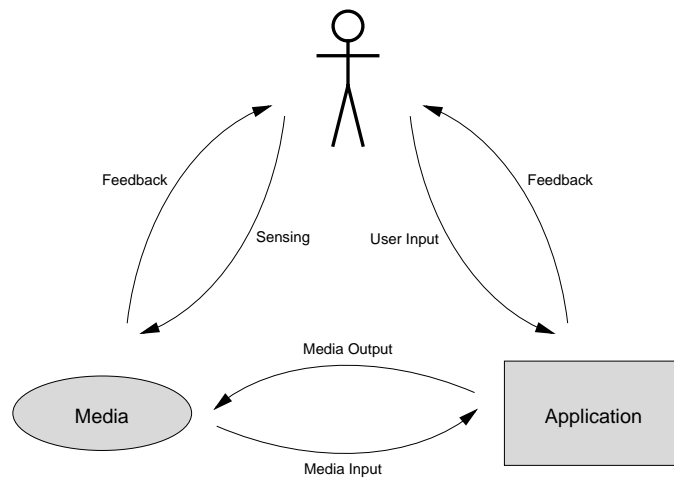 Feedback
Feedback
Sensing
User Input
Media Output
Media
Application
Media Input